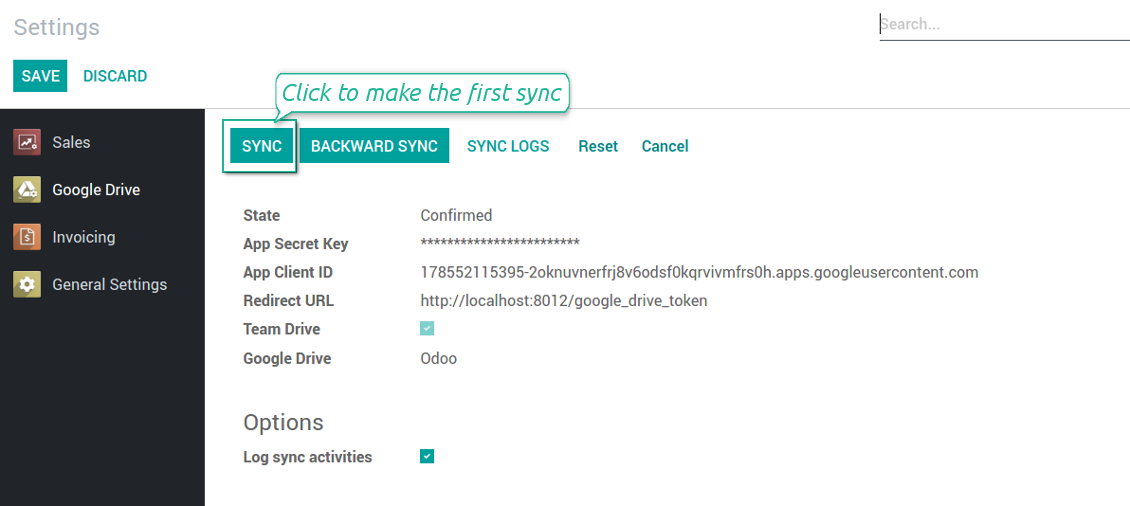 Settings
Search...
SAVE DISCARD
Click to make the first sync
Sales
Google Drive
Invoicing
General Settings
SYNC BACKWARD SYNC SYNC LOGS Reset Cancel
State Confirmed
App Secret Key ************************
App Client ID 178552115395-2oknuvnerfrj8v6odsf0kqrvivmfrs0h.apps.googleusercontent.com
Redirect URL http://localhost:8012/google_drive_token
Team Drive
Google Drive Odoo
Options
Log sync activities